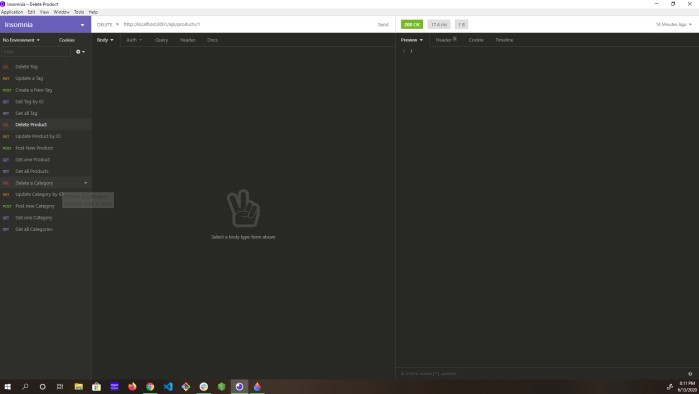 Insomnia – Delete Product
Application Edit View Window Tools Help
Insomnia
DELETE http://localhost:3001/api/products/1 Send
200 OK 17.6 ms 1 B 14 Minutes Ago
No Environment Cookies
Body Auth Query Header Docs
Preview Header Cookie Timeline
Filter
1 1
DEL Delete Tag
PUT Update a Tag
POST Create a New Tag
GET Get Tag by ID
GET Get all Tag
DEL Delete Product
PUT Update Product by ID
POST Post New Product
GET Get one Product
GET Get all Products
DEL Delete a Category
PUT Update Category by ID
POST Post new Category
GET Get one Category
GET Get all Categories
Select a body type from above
8:11 PM
9/13/2020